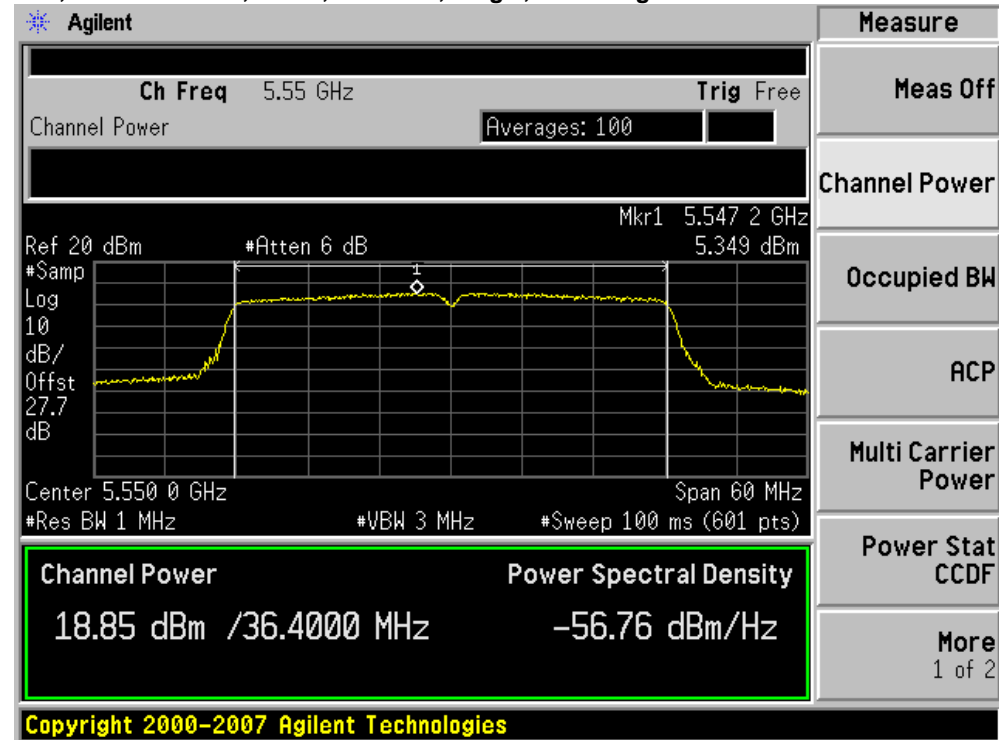 Agilent
Measure
Ch Freq 5.55 GHz Trig Free
Meas Off
Channel Power Averages: 100
Channel Power
Mkr1 5.547 2 GHz
Ref 20 dBm #Atten 6 dB 5.349 dBm
#Samp
1
Log
10
dB/
Offst
27.7
dB
Occupied BW
ACP
Multi Carrier
Power
Center 5.550 0 GHz Span 60 MHz
#Res BW 1 MHz #VBW 3 MHz #Sweep 100 ms (601 pts)
Power Stat
CCDF
Channel Power Power Spectral Density
18.85 dBm /36.4000 MHz -56.76 dBm/Hz
More
1 of 2
Copyright 2000-2007 Agilent Technologies